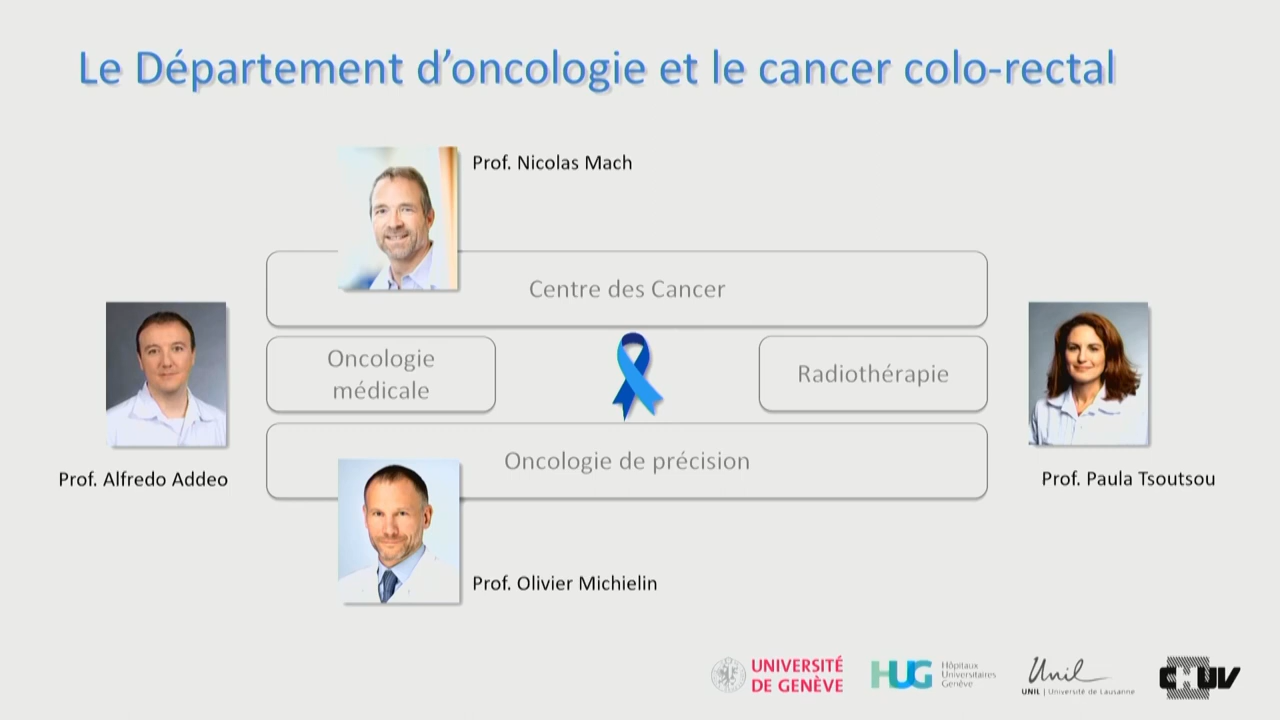 Le Département d'oncologie et le cancer colo-rectal
Prof. Nicolas Mach
Centre des Cancer
Oncologie
médicale
Radiothérapie
Oncologie de précision
Prof. Alfredo Addeo
Prof. Paula Tsoutsou
Prof. Olivier Michielin
UNIVERSITÉ
DE GENÈVE
HUG
Hôpitaux
Universitaires
Genève
Unil
UNIL | Université de Lausanne
CHUV